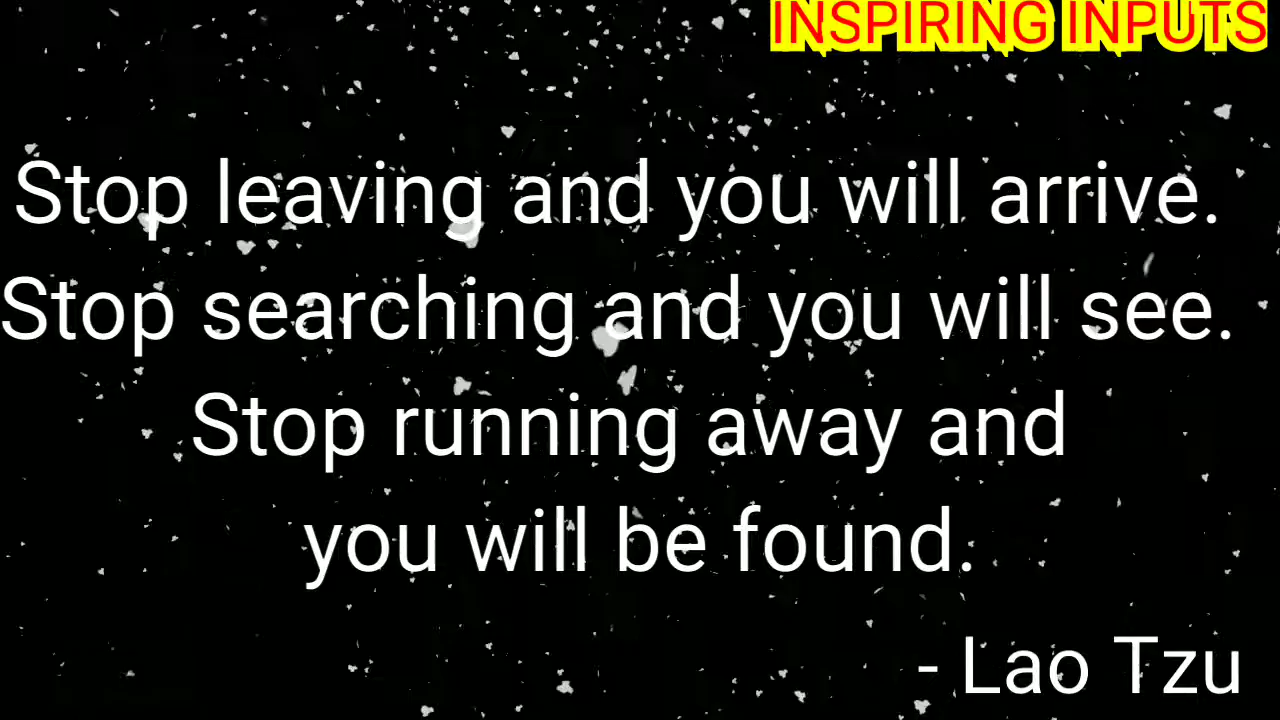 INSPIRING INPUTS
Stop leaving and you will arrive.
Stop searching and you will see.
Stop running away and
you will be found.
- Lao Tzu